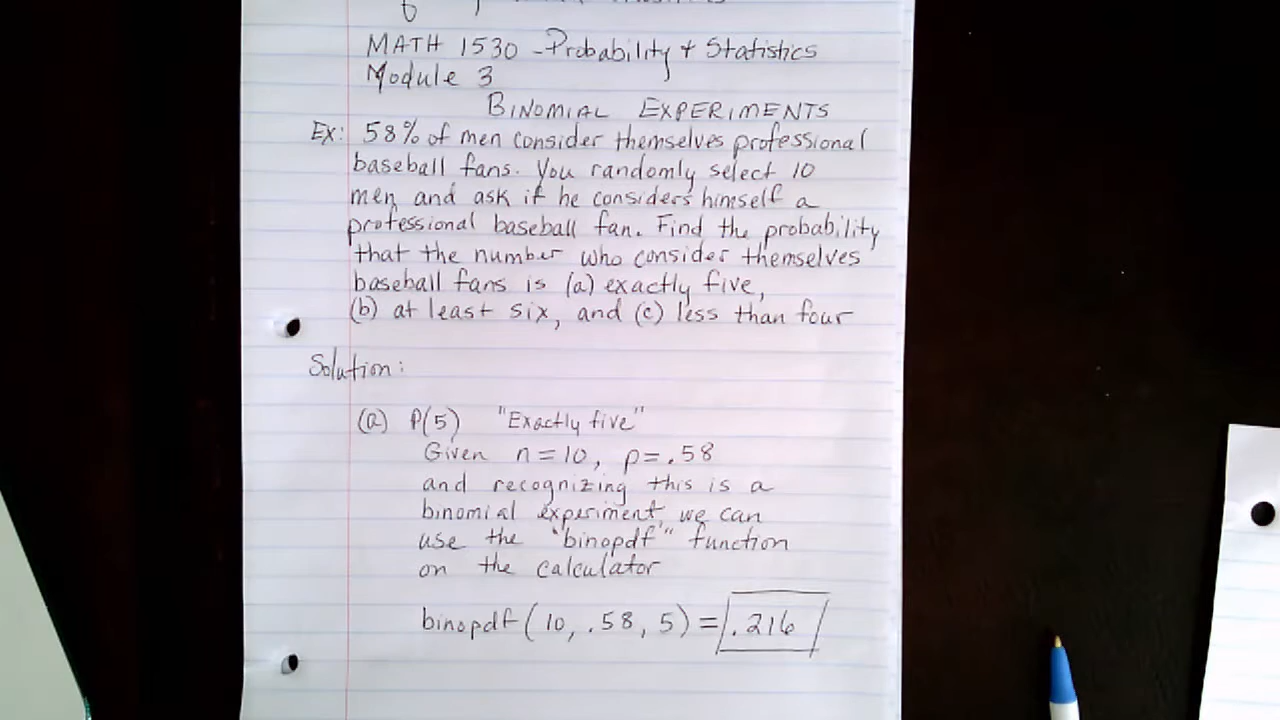 MATH 1530 - Probability + Statistics
Module 3
BINOMIAL EXPERIMENTS
Ex: 58% of men consider themselves professional
baseball fans. You randomly select 10
men and ask if he considers himself a
professional baseball fan. Find the probability
that the number who consider themselves
baseball fans is (a) exactly five,
(b) at least six, and (c) less than four
Solution:
(a) P(5) "Exactly five"
Given n=10, p=.58
and recognizing this is a
binomial experiment, we can
use the "binopdf" function
on the calculator
binopdf (10, .58, 5) = .216